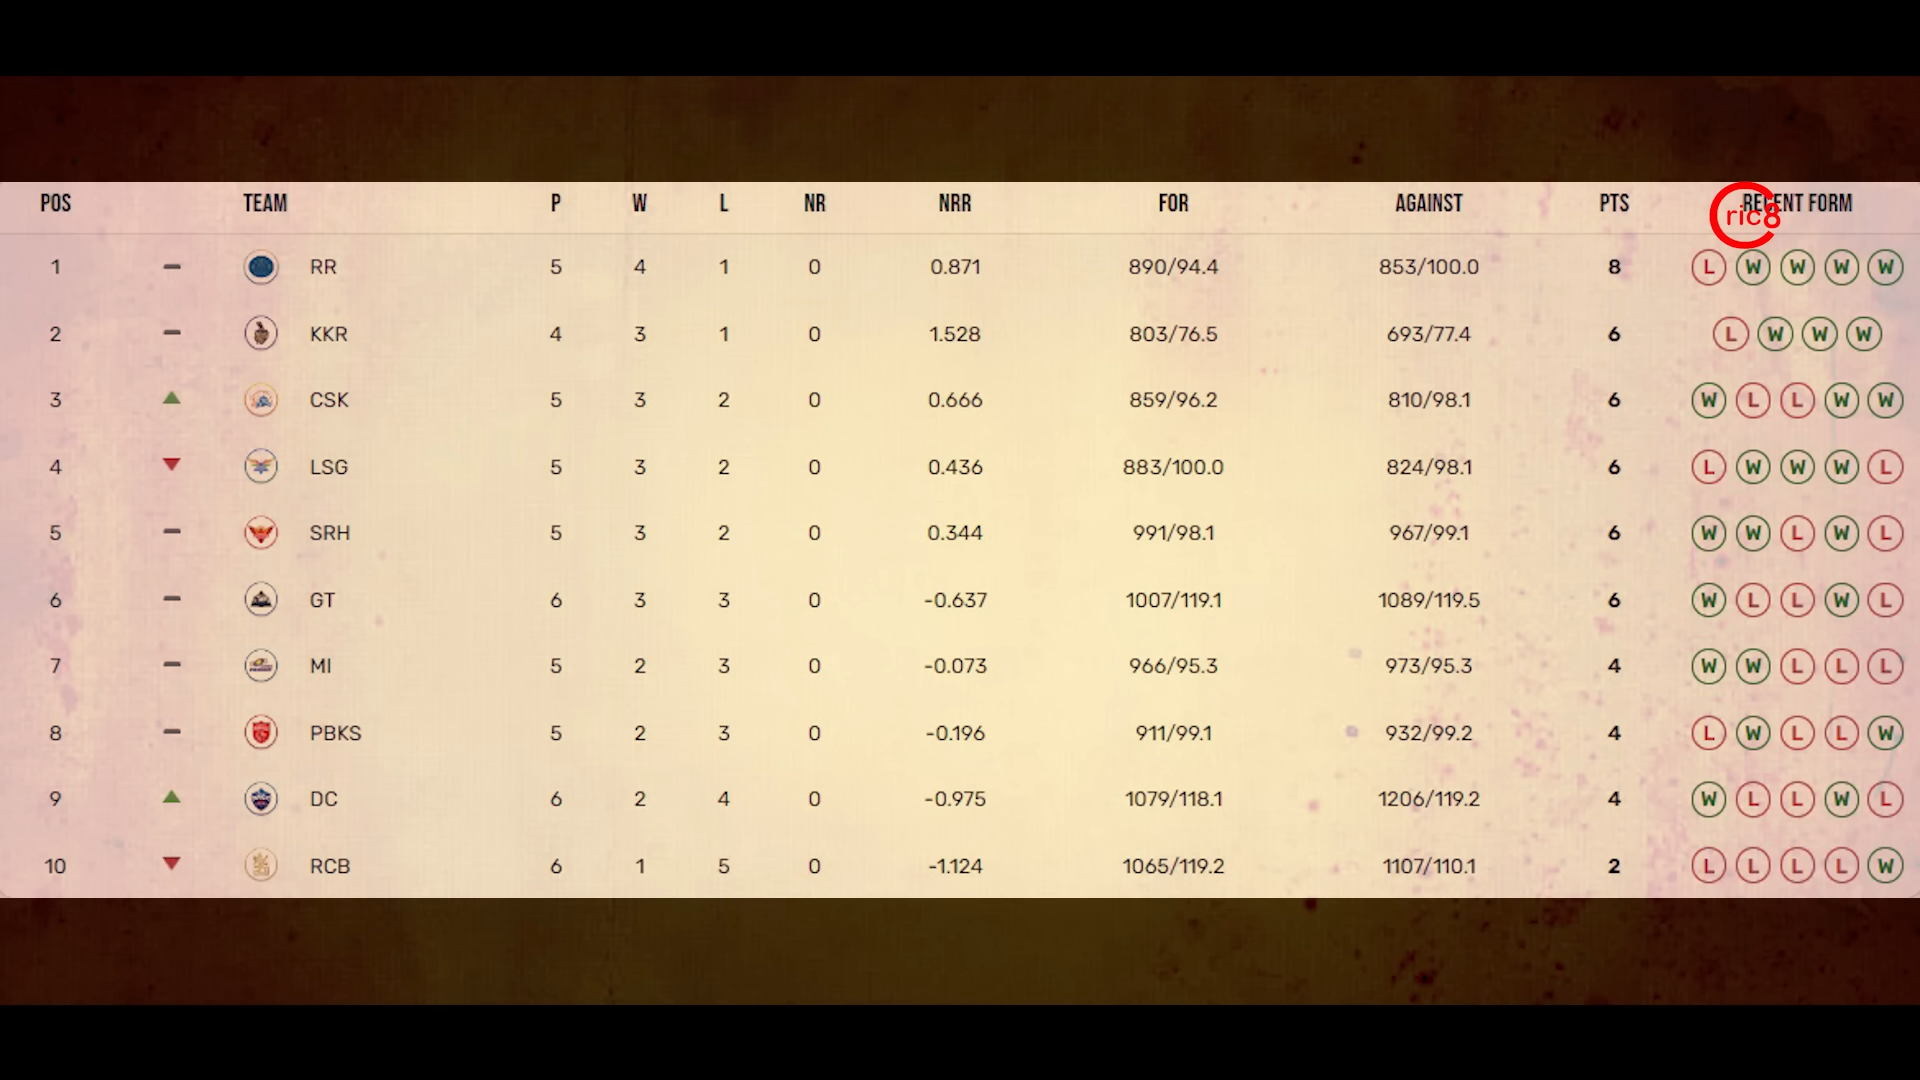 POS TEAM P W L NR NRR FOR AGAINST PTS RECENT FORM
ric8
1 RR 5 4 1 0 0.871 890/94.4 853/100.0 8 L W W W W
2 KKR 4 3 1 0 1.528 803/76.5 693/77.4 6 L W W W
3 CSK 5 3 2 0 0.666 859/96.2 810/98.1 6 W L L W W
4 LSG 5 3 2 0 0.436 883/100.0 824/98.1 6 L W W W L
5 SRH 5 3 2 0 0.344 991/98.1 967/99.1 6 W W L W L
6 GT 6 3 3 0 -0.637 1007/119.1 1089/119.5 6 W L L W L
7 MI 5 2 3 0 -0.073 966/95.3 973/95.3 4 W W L L L
8 PBKS 5 2 3 0 -0.196 911/99.1 932/99.2 4 L W L L W
9 DC 6 2 4 0 -0.975 1079/118.1 1206/119.2 4 W L L W L
10 RCB 6 1 5 0 -1.124 1065/119.2 1107/110.1 2 L L L L W